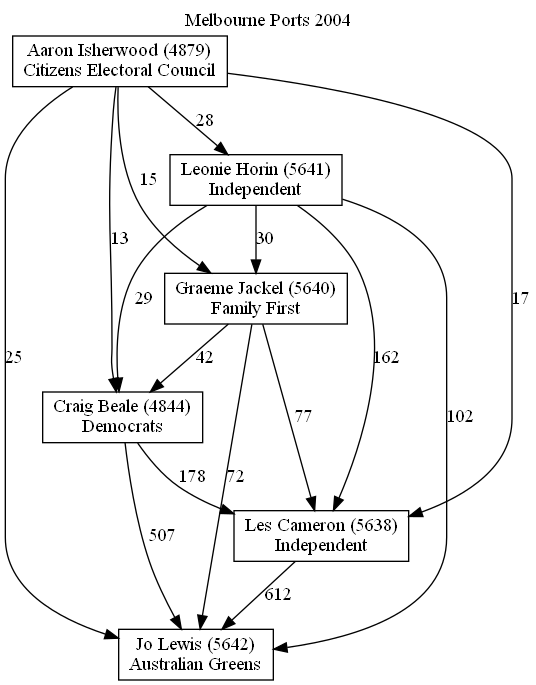 Melbourne Ports 2004
Aaron Isherwood (4879)
Citizens Electoral Council
28
Leonie Horin (5641)
Independent
15
13
30
Graeme Jackel (5640)
Family First
29
17
25
42
162
Craig Beale (4844)
Democrats
77
102
178
72
Les Cameron (5638)
Independent
507
612
Jo Lewis (5642)
Australian Greens